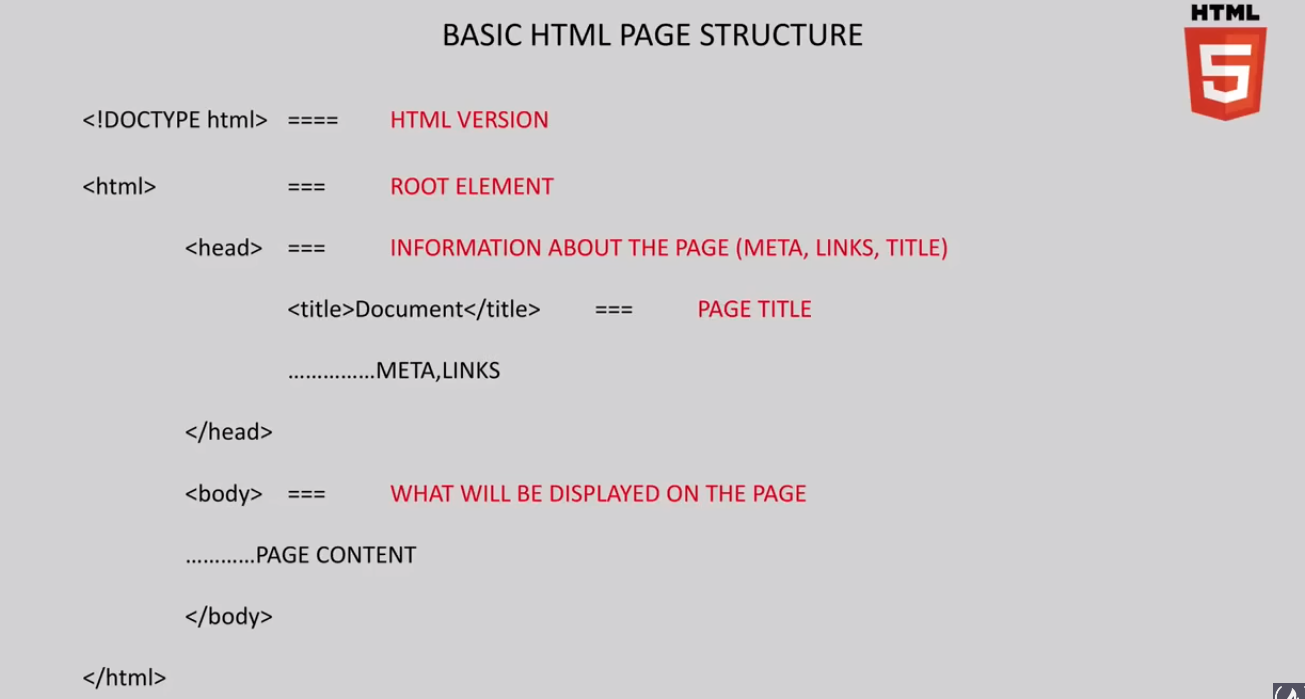 HTML
5
BASIC HTML PAGE STRUCTURE
<!DOCTYPE html> ==== HTML VERSION
<html> === ROOT ELEMENT
<head> === INFORMATION ABOUT THE PAGE (META, LINKS, TITLE)
<title>Document</title> === PAGE TITLE
...............META,LINKS
</head>
<body> === WHAT WILL BE DISPLAYED ON THE PAGE
............PAGE CONTENT
</body>
</html>